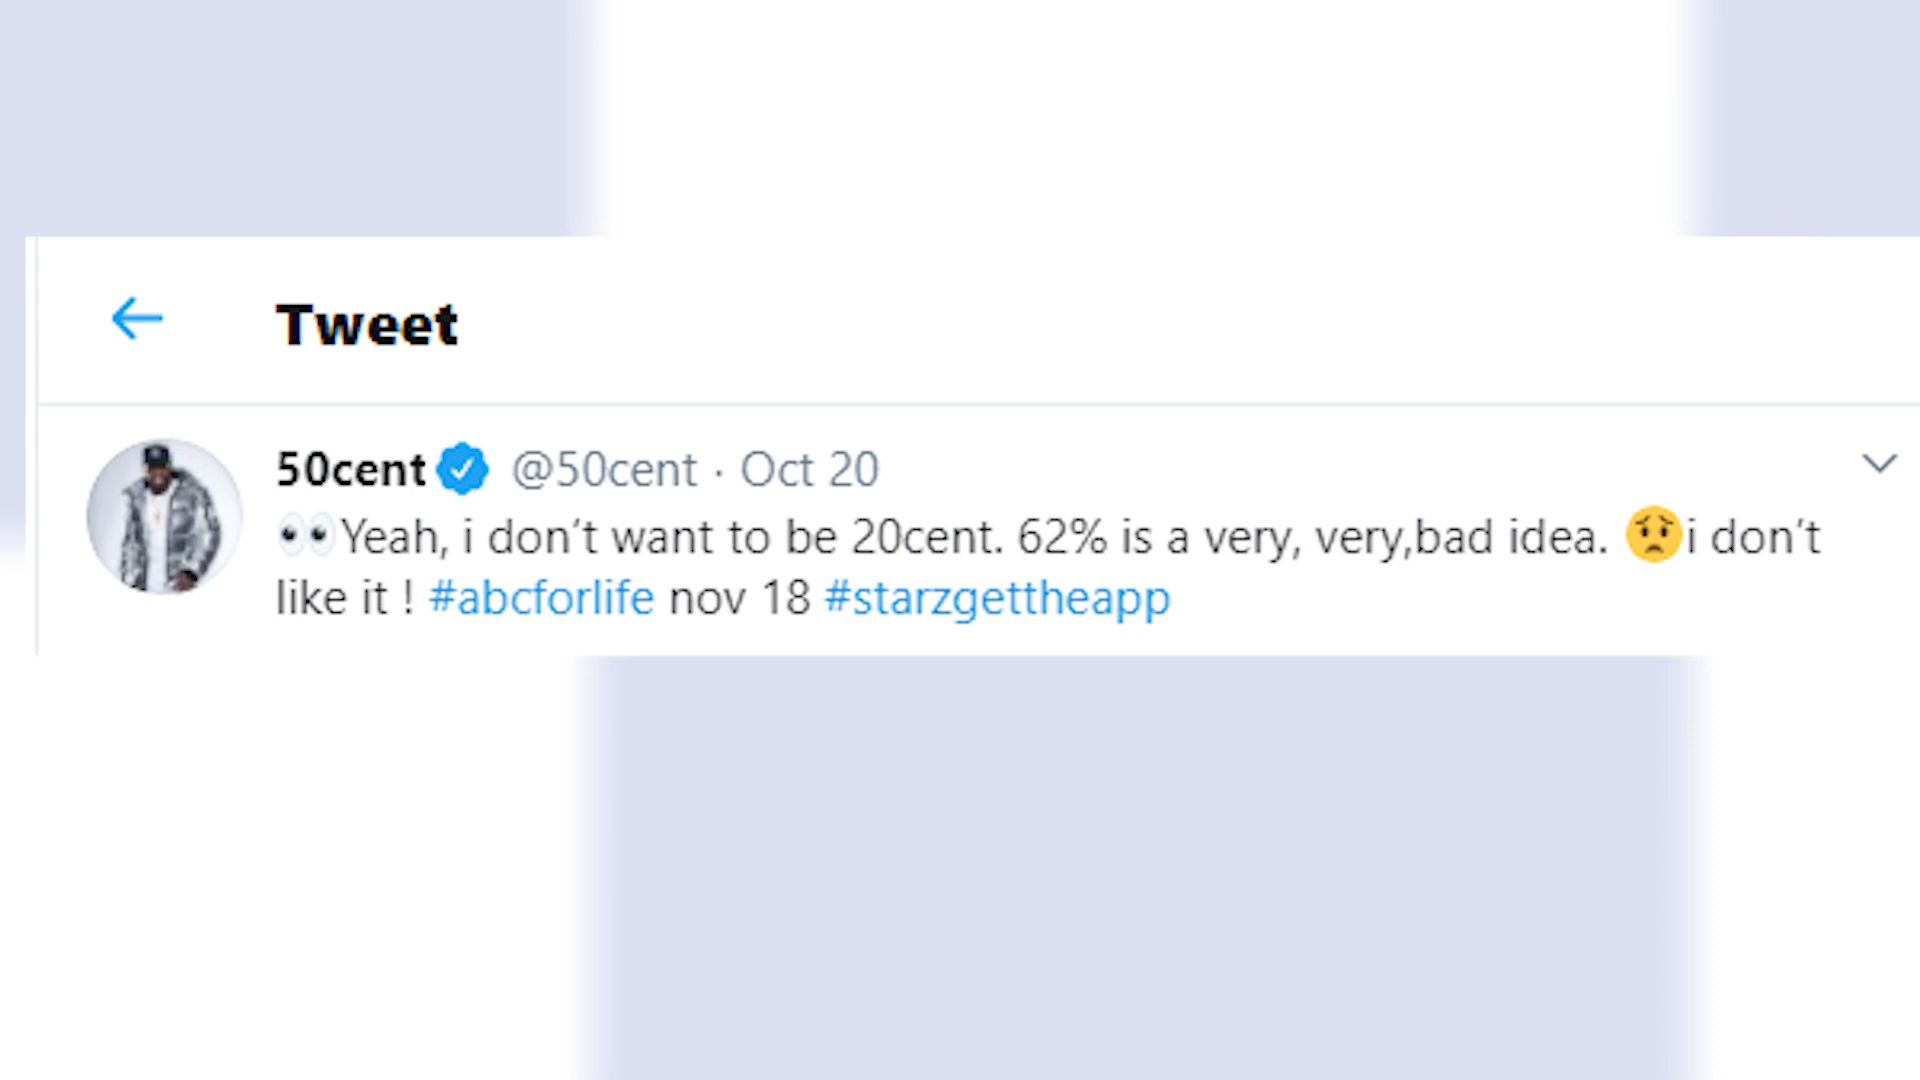 Tweet
50cent @50cent · Oct 20
👀Yeah, i don’t want to be 20cent. 62% is a very, very,bad idea. 😟i don’t
like it ! #abcforlife nov 18 #starzgettheapp